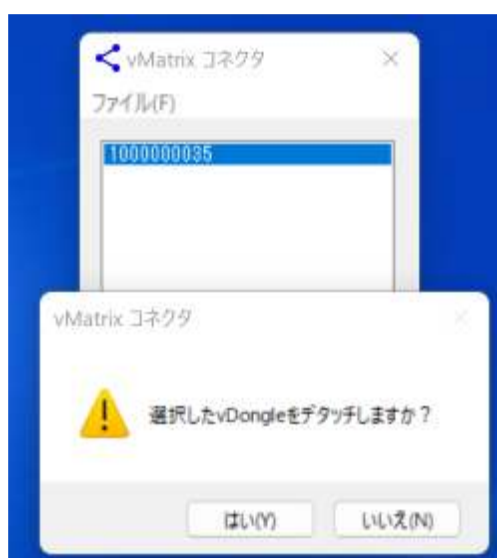 vMatrix コネクタ
ファイル(F)
1000000035
vMatrix コネクタ
選択したvDongleをデタッチしますか？
はい(Y)
いいえ(N)